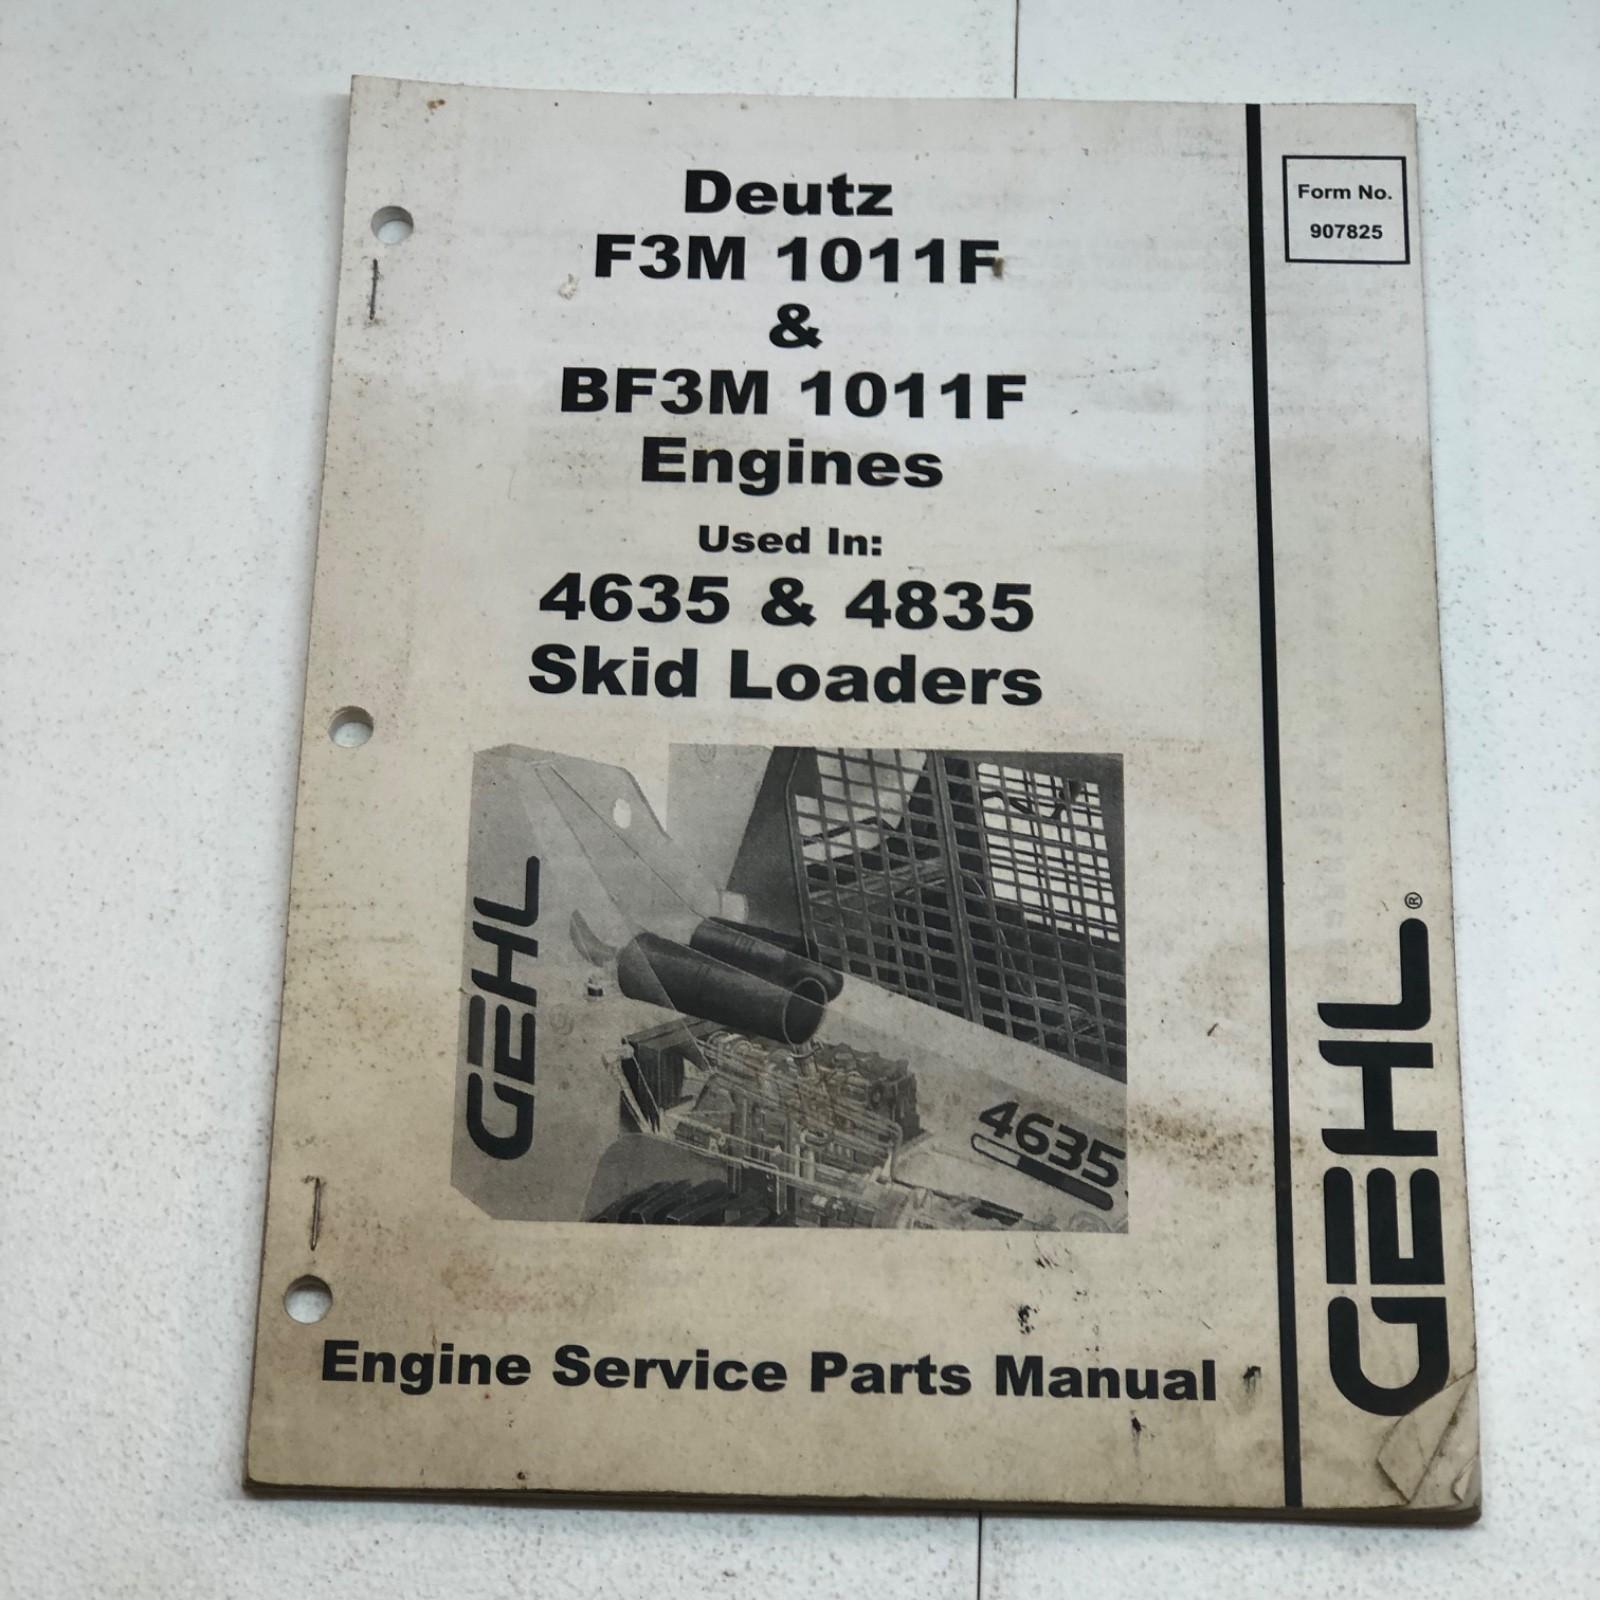 Deutz
F3M 1011F
&
BF3M 1011F
Engines
Used In:
4635 & 4835
Skid Loaders
GEHL
4635
Engine Service Parts Manual
Form No.
907825
GEHL®